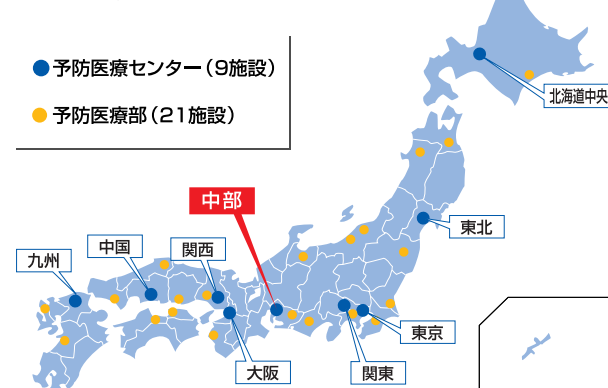 予防医療センター（9施設）
予防医療部（21施設）
北海道中央
中部
東北
中国
関西
九州
東京
大阪
関東